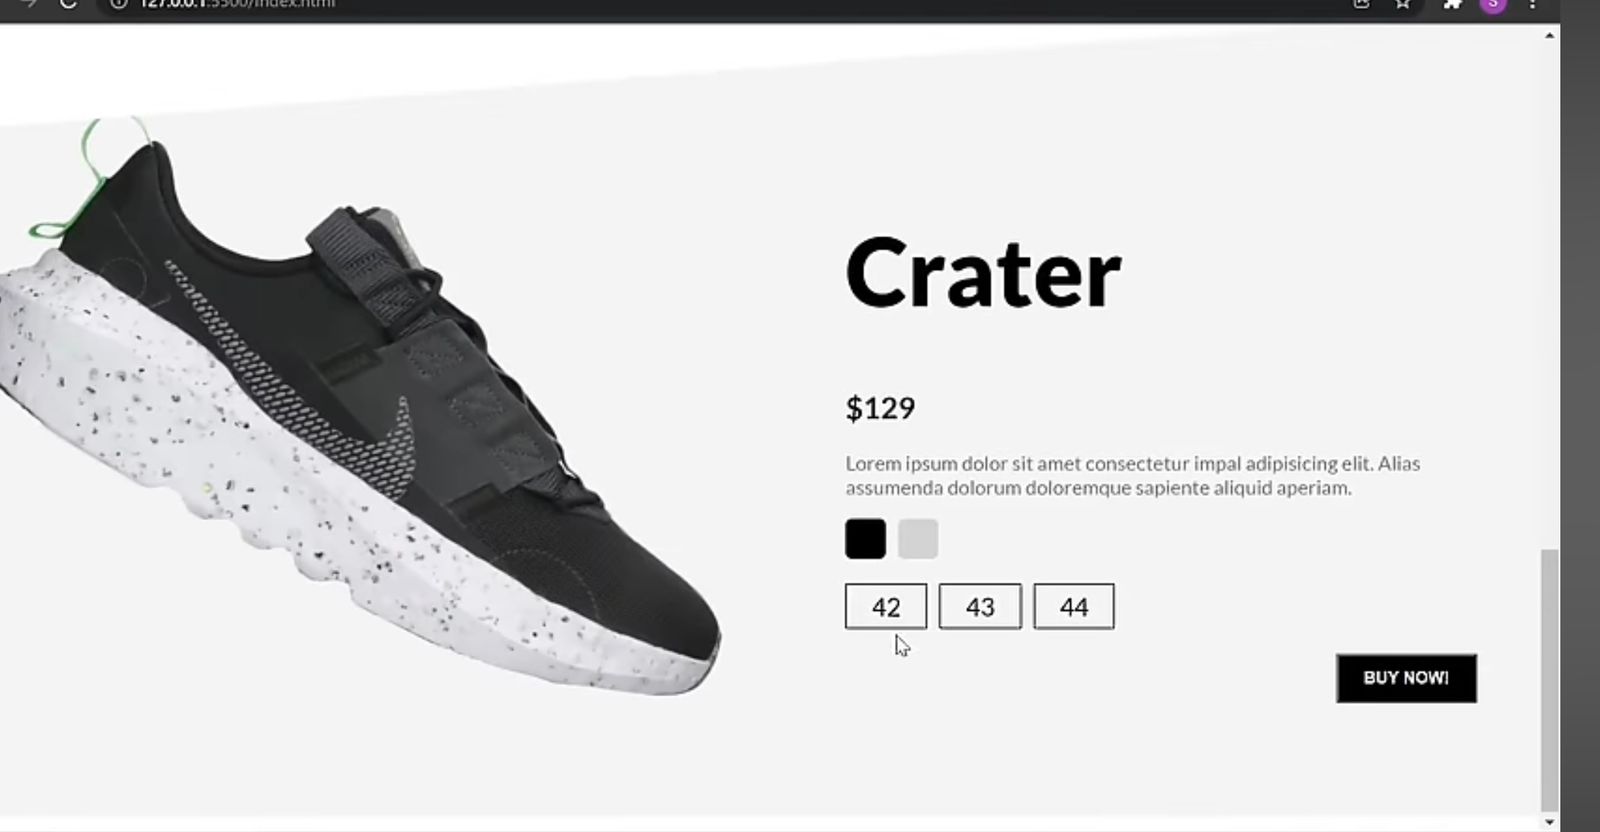 127.0.0.1:5500/index.html
S
Crater
$129
Lorem ipsum dolor sit amet consectetur impal adipisicing elit. Alias
assumenda dolorum doloremque sapiente aliquid aperiam.
42
43
44
BUY NOW!